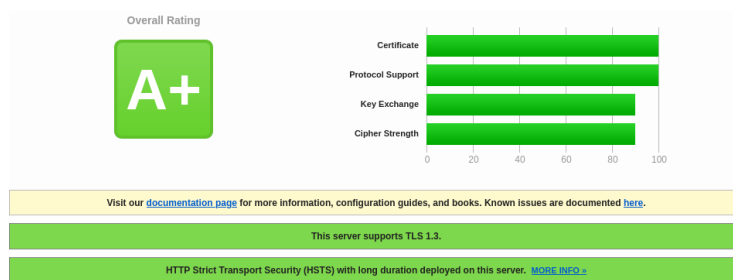 Overall Rating
A+
Certificate
Protocol Support
Key Exchange
Cipher Strength
0 20 40 60 80 100
Visit our documentation page for more information, configuration guides, and books. Known issues are documented here.
This server supports TLS 1.3.
HTTP Strict Transport Security (HSTS) with long duration deployed on this server. MORE INFO »